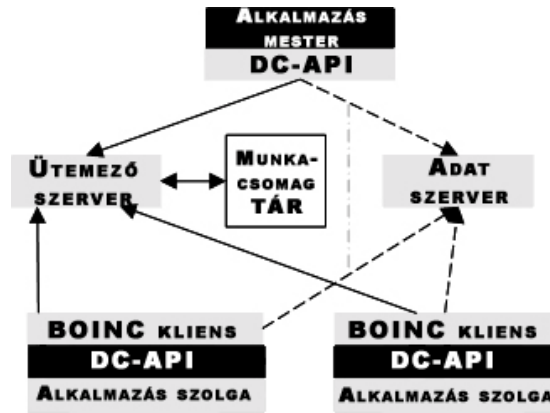 ALKALMAZÁS
MESTER
DC-API
ÜTEMEZŐ
SZERVER
MUNKA-
CSOMAG
TÁR
ADAT
SZERVER
BOINC KLIENS
DC-API
ALKALMAZÁS SZOLGA
BOINC KLIENS
DC-API
ALKALMAZÁS SZOLGA